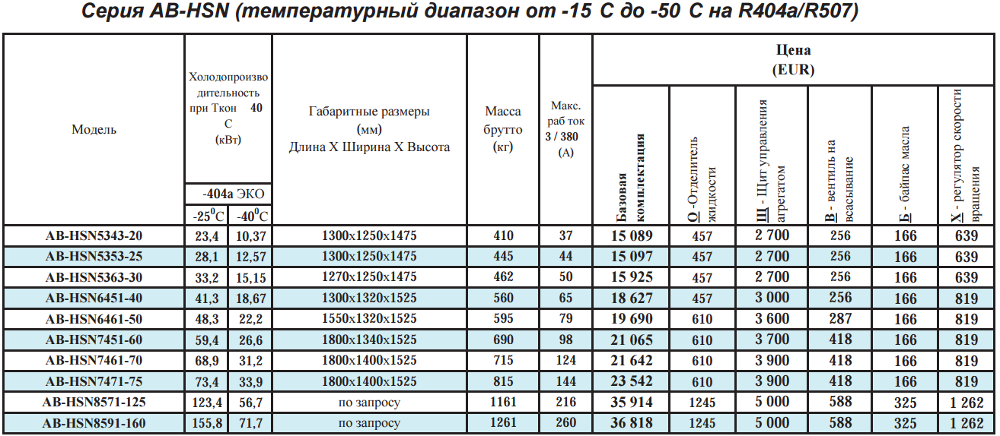 Серия AB-HSN (температурный диапазон от -15 С до -50 С на R404a/R507)
Модель
Холодопроизво
дительность
при Ткон 40
С
(кВт)
Габаритные размеры
(мм)
Длина X Ширина X Высота
Масса
брутто
(кг)
Макс.
раб ток
3 / 380
(А)
Цена
(EUR)
Базовая
комплектация
О -Отделитель
жидкости
Щ - Щит управления
агрегатом
В - вентиль на
всасывание
Б - байпас масла
Х - регулятор скорости
вращения
-404a ЭКО
-25⁰C -40⁰C
AB-HSN5343-20 23,4 10,37 1300x1250x1475 410 37 15 089 457 2 700 256 166 639
AB-HSN5353-25 28,1 12,57 1300x1250x1475 445 44 15 097 457 2 700 256 166 639
AB-HSN5363-30 33,2 15,15 1270x1250x1475 462 50 15 925 457 2 700 256 166 639
AB-HSN6451-40 41,3 18,67 1300x1320x1525 560 65 18 627 457 3 000 256 166 819
AB-HSN6461-50 48,3 22,2 1550x1320x1525 595 79 19 690 610 3 600 287 166 819
AB-HSN7451-60 59,4 26,6 1800x1340x1525 690 98 21 065 610 3 700 418 166 819
AB-HSN7461-70 68,9 31,2 1800x1400x1525 715 124 21 642 610 3 900 418 166 819
AB-HSN7471-75 73,4 33,9 1800x1400x1525 815 144 23 542 610 3 900 418 166 819
AB-HSN8571-125 123,4 56,7 по запросу 1161 216 35 914 1245 5 000 588 325 1 262
AB-HSN8591-160 155,8 71,7 по запросу 1261 260 36 818 1245 5 000 588 325 1 262